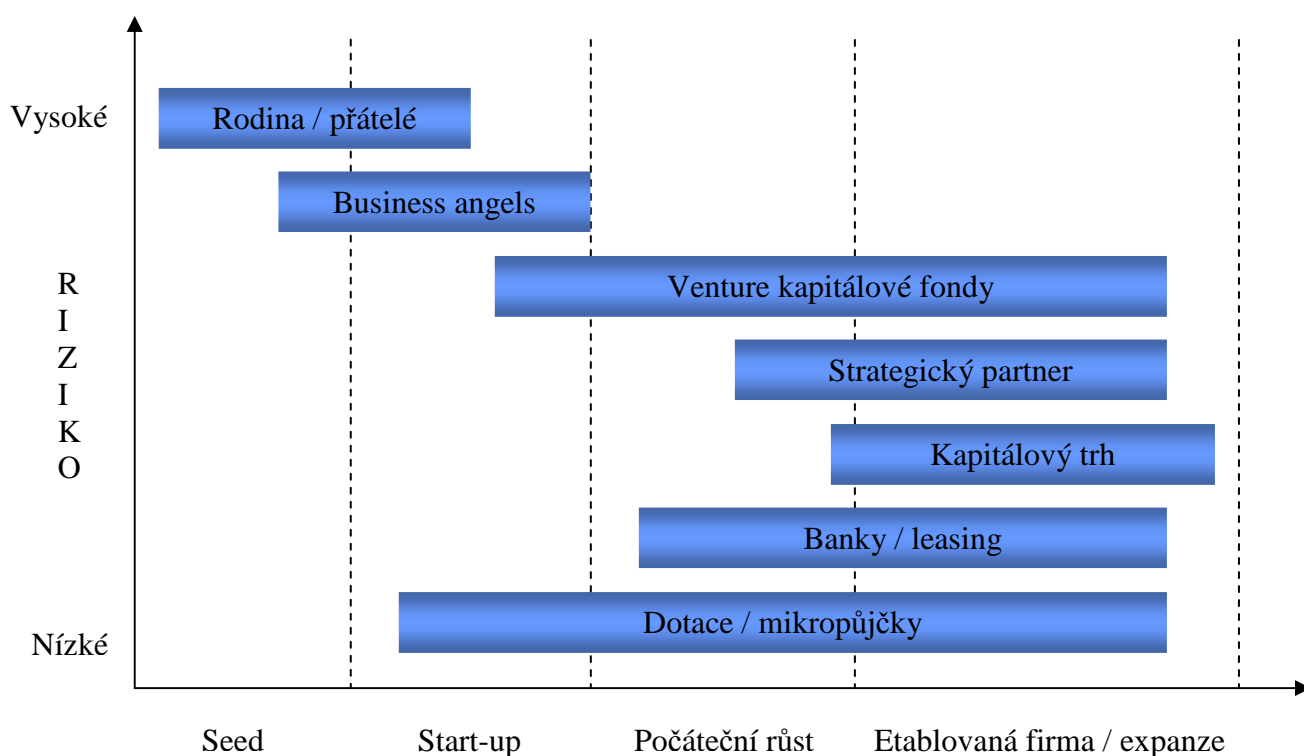 Vysoké
Rodina / přátelé
Business angels
R
I
Z
I
K
O
Venture kapitálové fondy
Strategický partner
Kapitálový trh
Banky / leasing
Dotace / mikropůjčky
Nízké
Seed
Start-up
Počáteční růst
Etablovaná firma / expanze